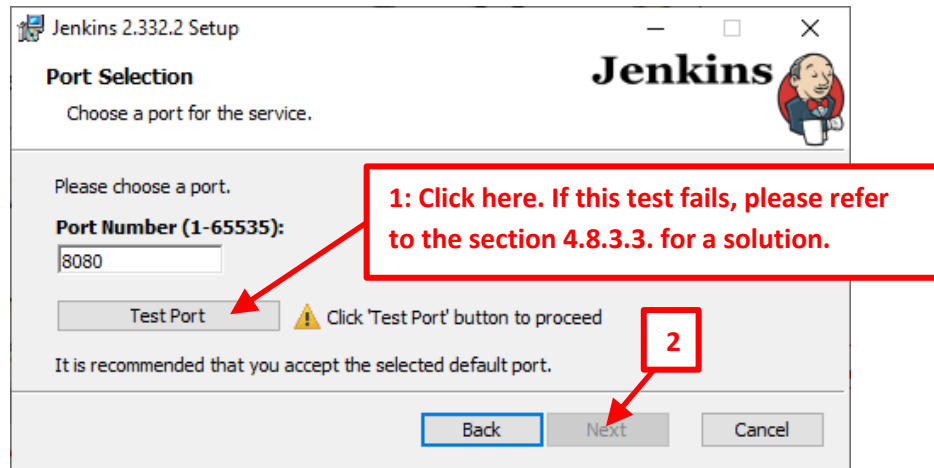 Jenkins 2.332.2 Setup
Port Selection
Jenkins
Choose a port for the service.
Please choose a port.
1: Click here. If this test fails, please refer
to the section 4.8.3.3. for a solution.
Port Number (1-65535):
8080
Test Port
Click 'Test Port' button to proceed
2
It is recommended that you accept the selected default port.
Back
Next
Cancel